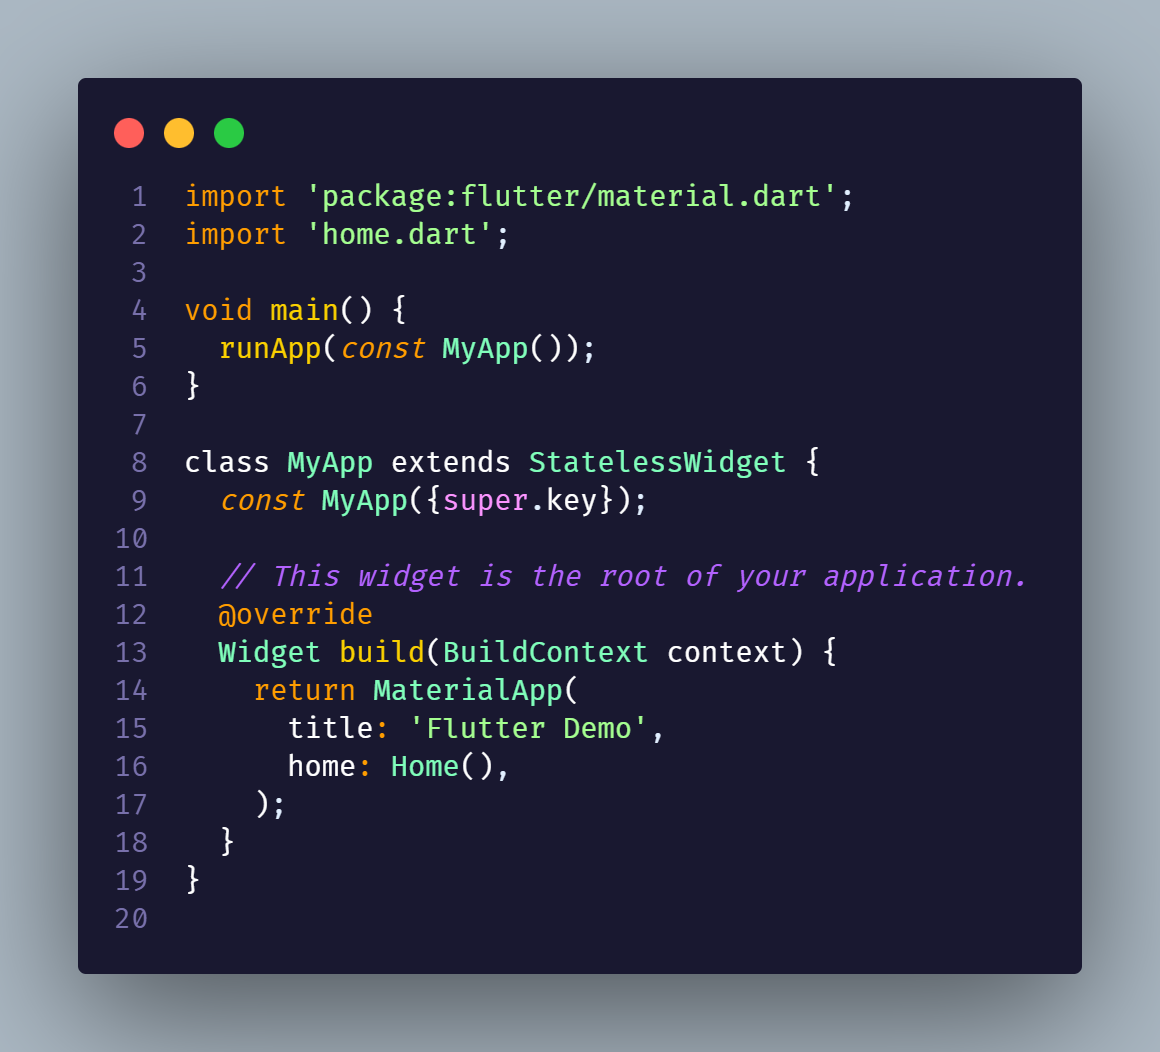 1 import 'package:flutter/material.dart';
2 import 'home.dart';
3
4 void main() {
5   runApp(const MyApp());
6 }
7
8 class MyApp extends StatelessWidget {
9   const MyApp({super.key});
10
11   // This widget is the root of your application.
12   @override
13   Widget build(BuildContext context) {
14     return MaterialApp(
15       title: 'Flutter Demo',
16       home: Home(),
17     );
18   }
19 }
20